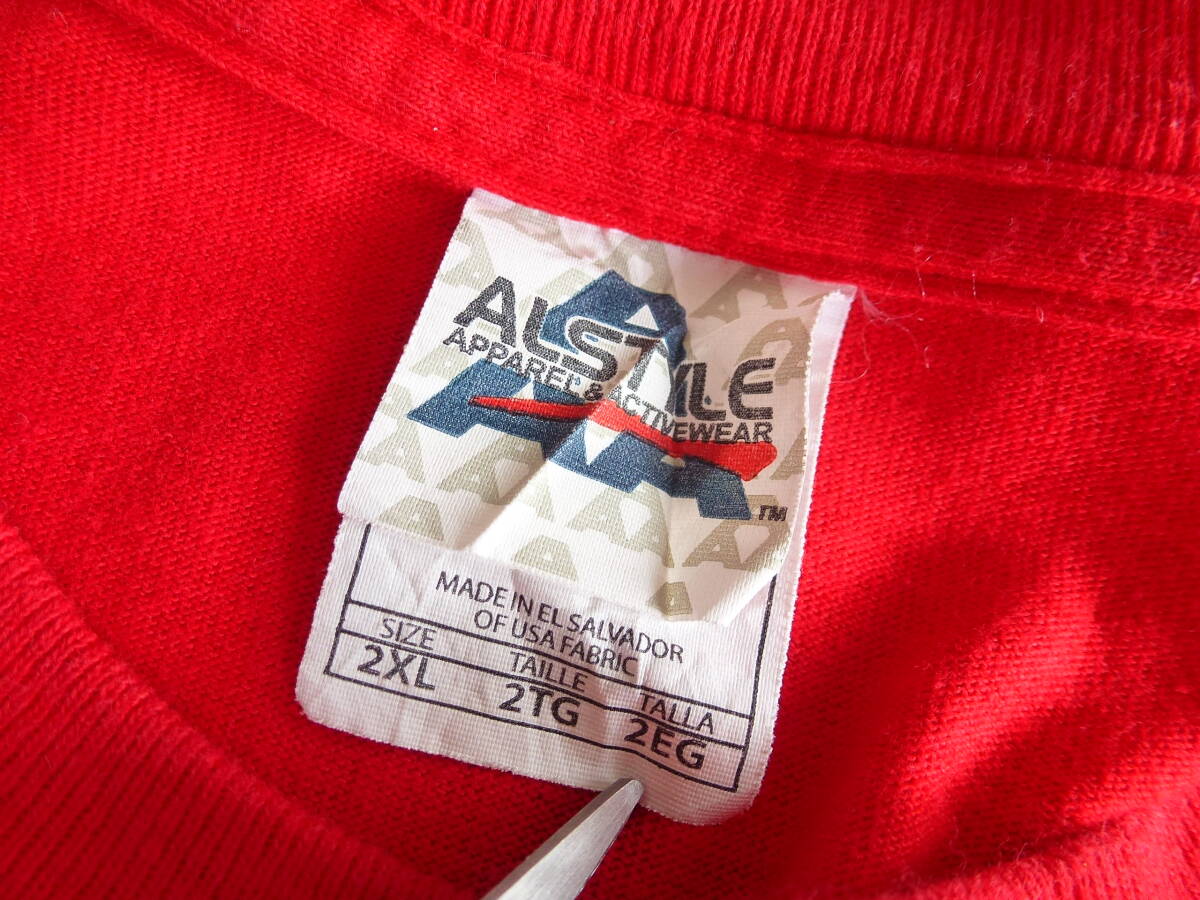 ALSTYLE
APPAREL & ACTIVEWEAR
TM
MADE IN EL SALVADOR
OF USA FABRIC
SIZE TAILLE TALLA
2XL 2TG 2EG